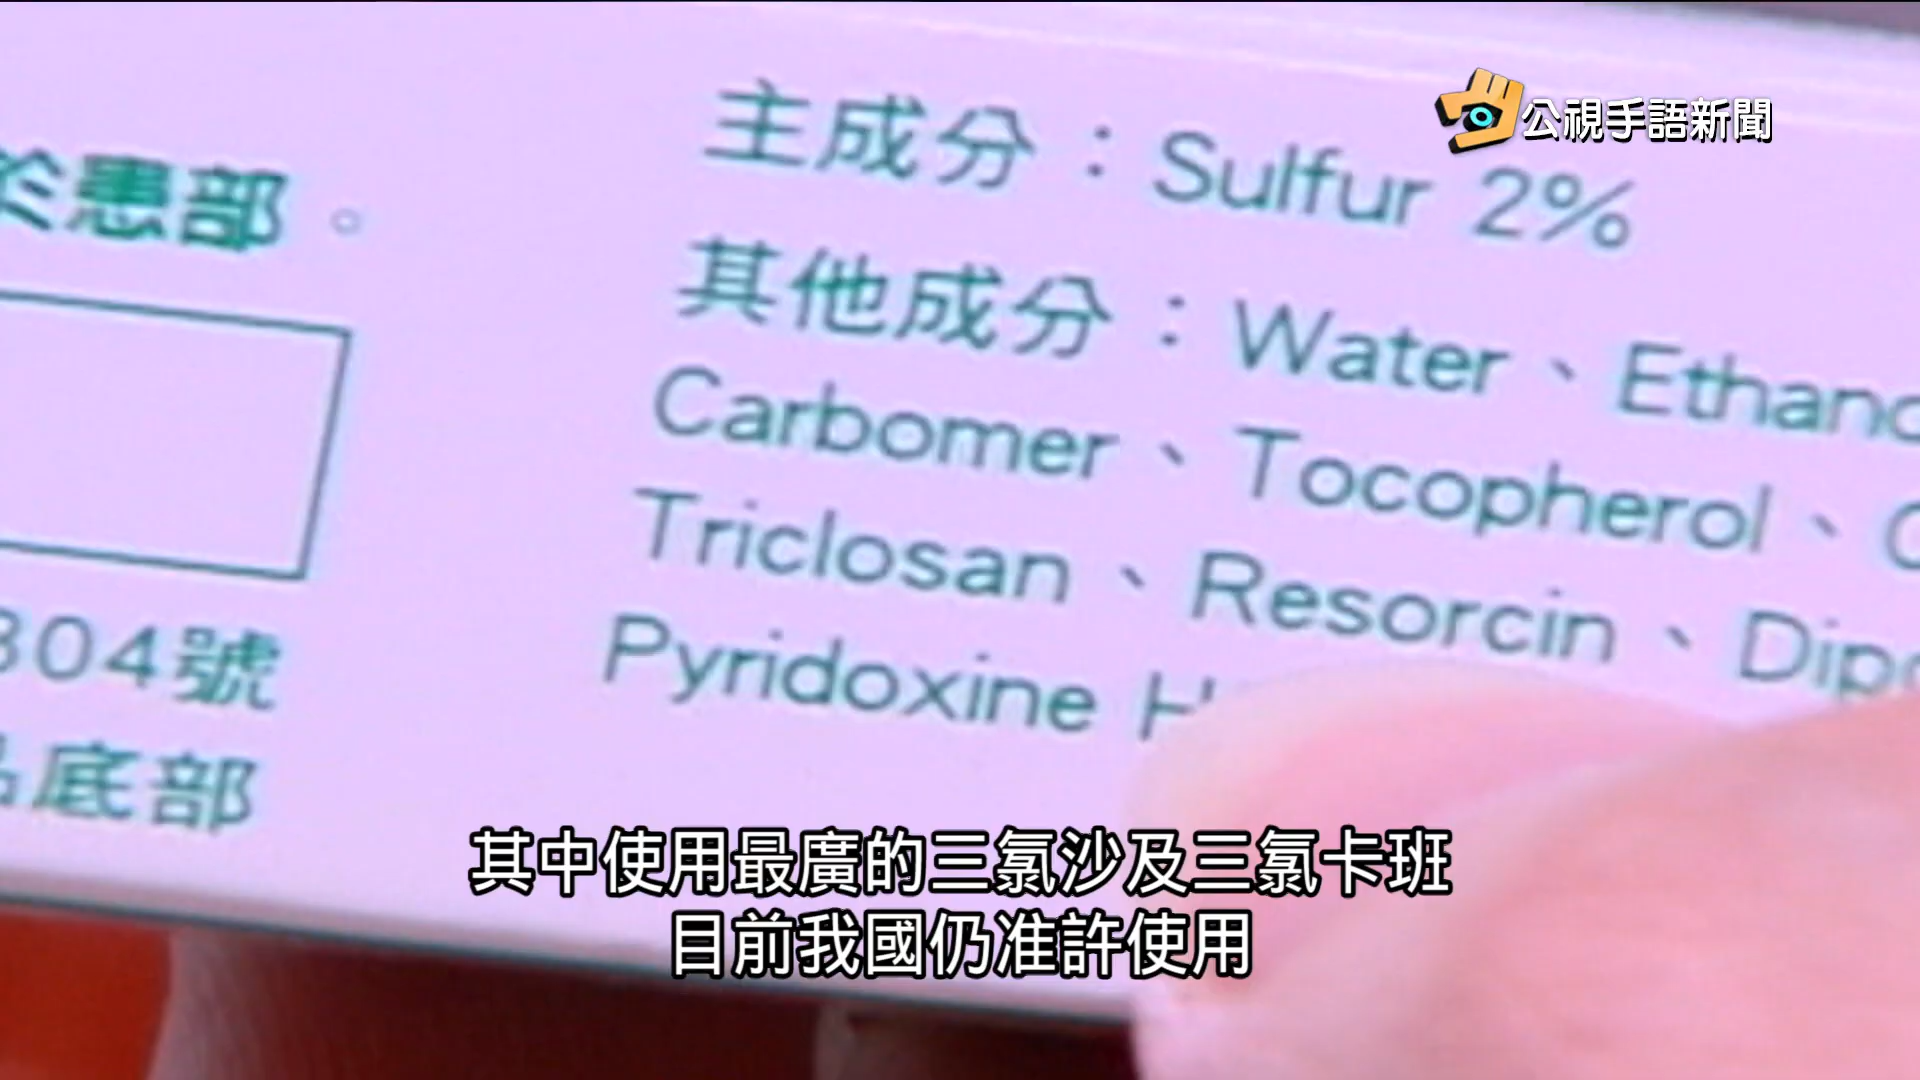 公視手語新聞
於患部。
304號
底部
主成分：Sulfur 2%
其他成分：Water、
Carbomer、Tocopherol、
Triclosan、Resorcin、
Pyridoxine
其中使用最廣的三氯沙及三氯卡班
目前我國仍准許使用